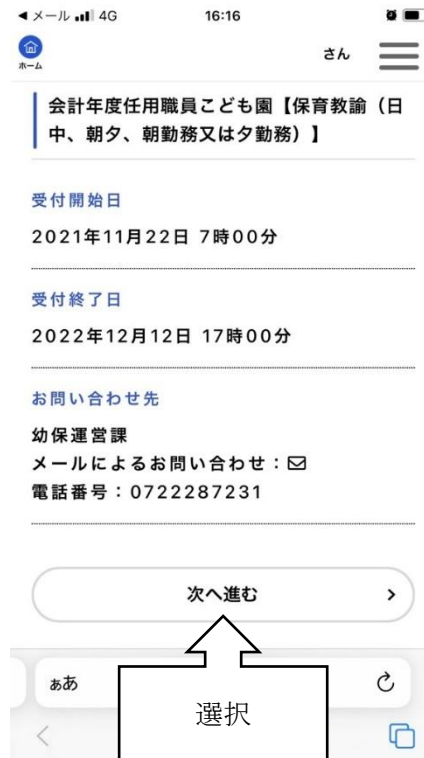 メール 4G 16:16
ホーム
さん
会計年度任用職員こども園【保育教諭（日
中、朝夕、朝勤務又は夕勤務）】
受付開始日
2021年11月22日 7時00分
受付終了日
2022年12月12日 17時00分
お問い合わせ先
幼保運営課
メールによるお問い合わせ：
電話番号：0722287231
次へ進む
ぁあ
選択